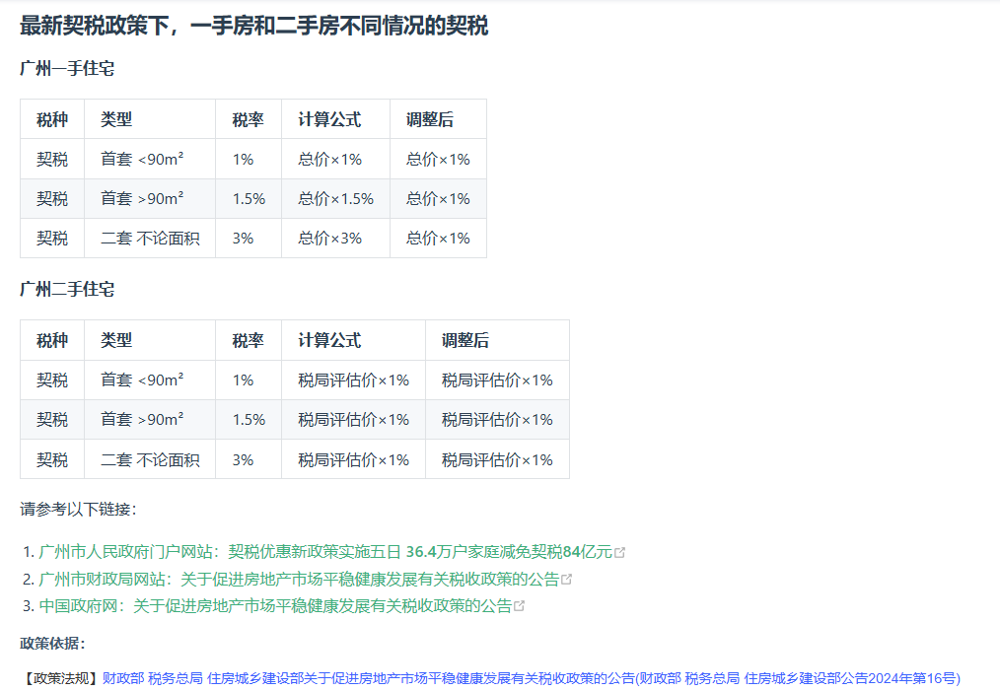 最新契税政策下，一手房和二手房不同情况的契税
广州一手住宅
税种 类型 税率 计算公式 调整后
契税 首套 <90m² 1% 总价×1% 总价×1%
契税 首套 >90m² 1.5% 总价×1.5% 总价×1%
契税 二套 不论面积 3% 总价×3% 总价×1%
广州二手住宅
税种 类型 税率 计算公式 调整后
契税 首套 <90m² 1% 税局评估价×1% 税局评估价×1%
契税 首套 >90m² 1.5% 税局评估价×1% 税局评估价×1%
契税 二套 不论面积 3% 税局评估价×1% 税局评估价×1%
请参考以下链接：
1. 广州市人民政府门户网站：契税优惠新政策实施五日 36.4万户家庭减免契税84亿元
2. 广州市财政局网站：关于促进房地产市场平稳健康发展有关税收政策的公告
3. 中国政府网：关于促进房地产市场平稳健康发展有关税收政策的公告
政策依据：
【政策法规】财政部 税务总局 住房城乡建设部关于促进房地产市场平稳健康发展有关税收政策的公告(财政部 税务总局 住房城乡建设部公告2024年第16号)